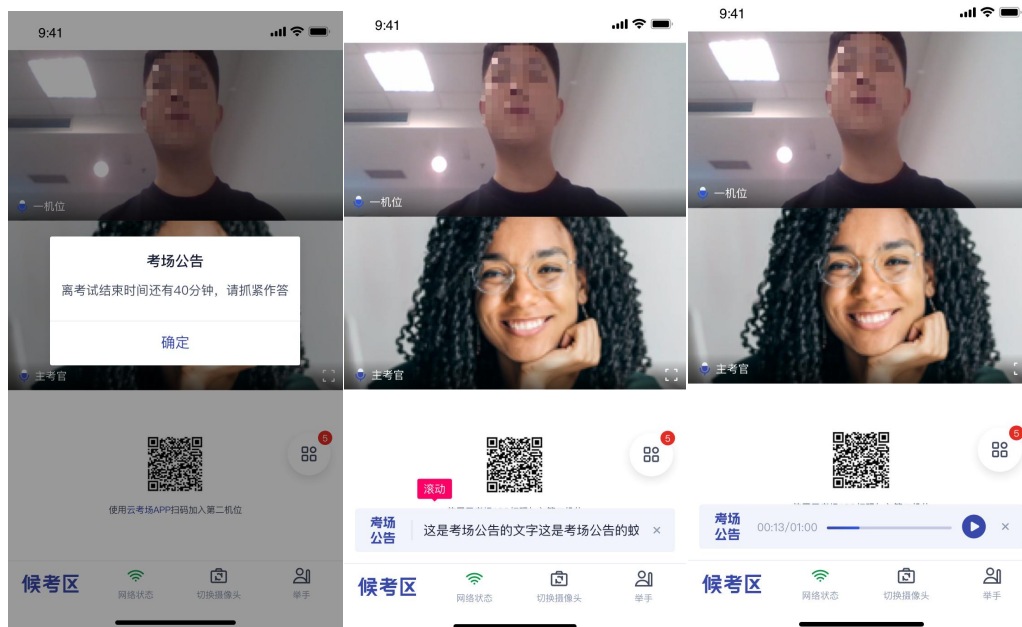 9:41
一机位
考场公告
离考试结束时间还有40分钟，请抓紧作答
确定
主考官
5
使用云考场APP扫码加入第二机位
候考区
网络状态
切换摄像头
举手
9:41
一机位
主考官
5
滚动
考场
公告
这是考场公告的文字这是考场公告的蚊
×
候考区
网络状态
切换摄像头
举手
9:41
一机位
主考官
5
考场
公告
00:13/01:00
×
候考区
网络状态
切换摄像头
举手